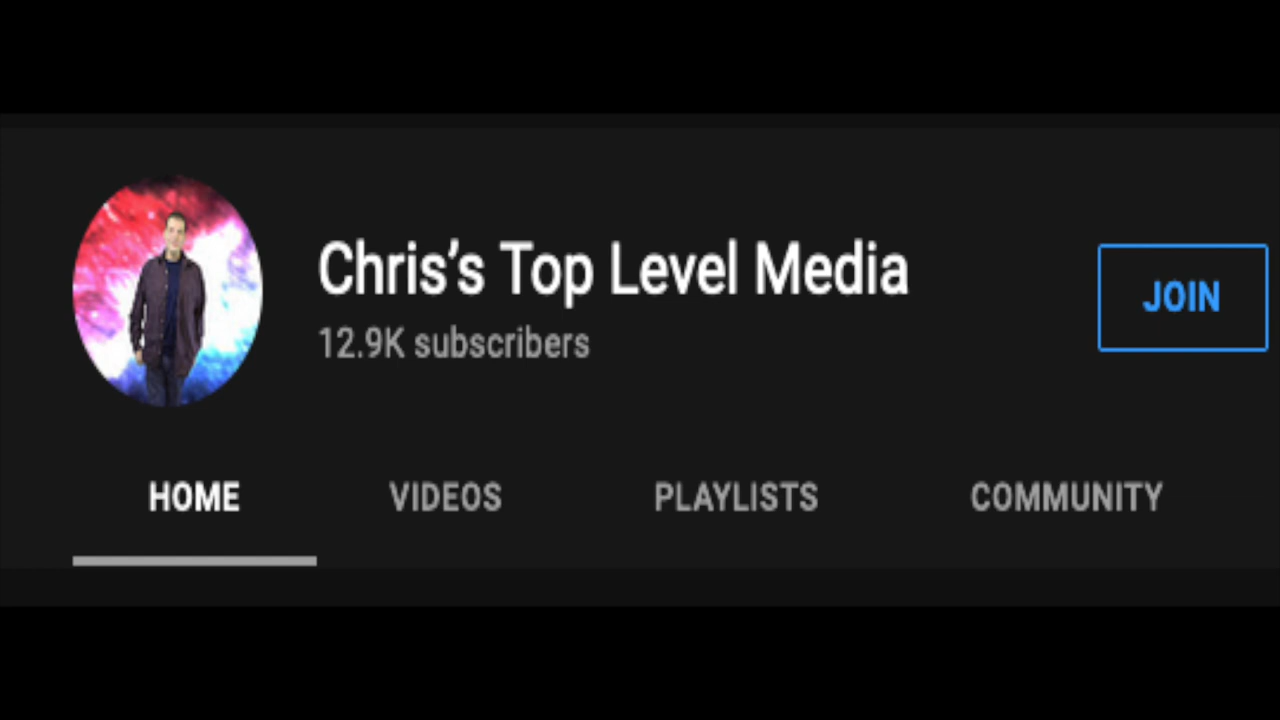 Chris’s Top Level Media
12.9K subscribers
JOIN
HOME VIDEOS PLAYLISTS COMMUNITY